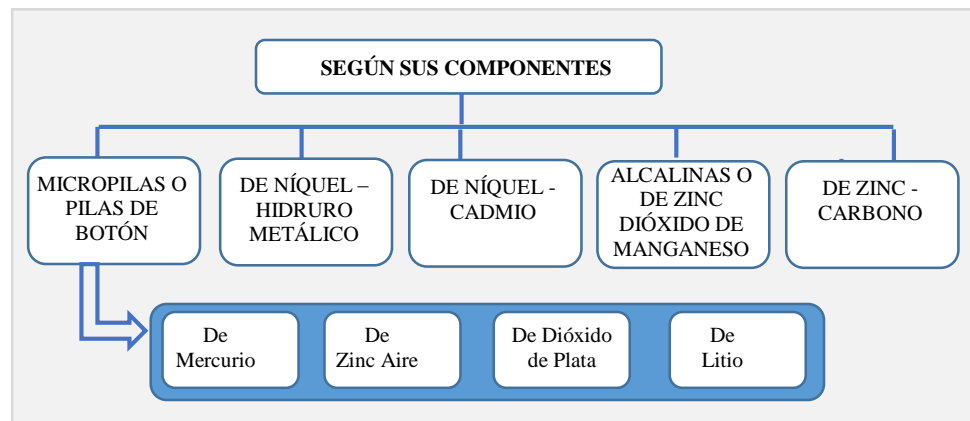 SEGÚN SUS COMPONENTES
MICROPILAS O
PILAS DE
BOTÓN
DE NÍQUEL –
HIDRURO
METÁLICO
DE NÍQUEL -
CADMIO
ALCALINAS O
DE ZINC
DIÓXIDO DE
MANGANESO
DE ZINC -
CARBONO
De
Mercurio
De
Zinc Aire
De Dióxido
de Plata
De
Litio